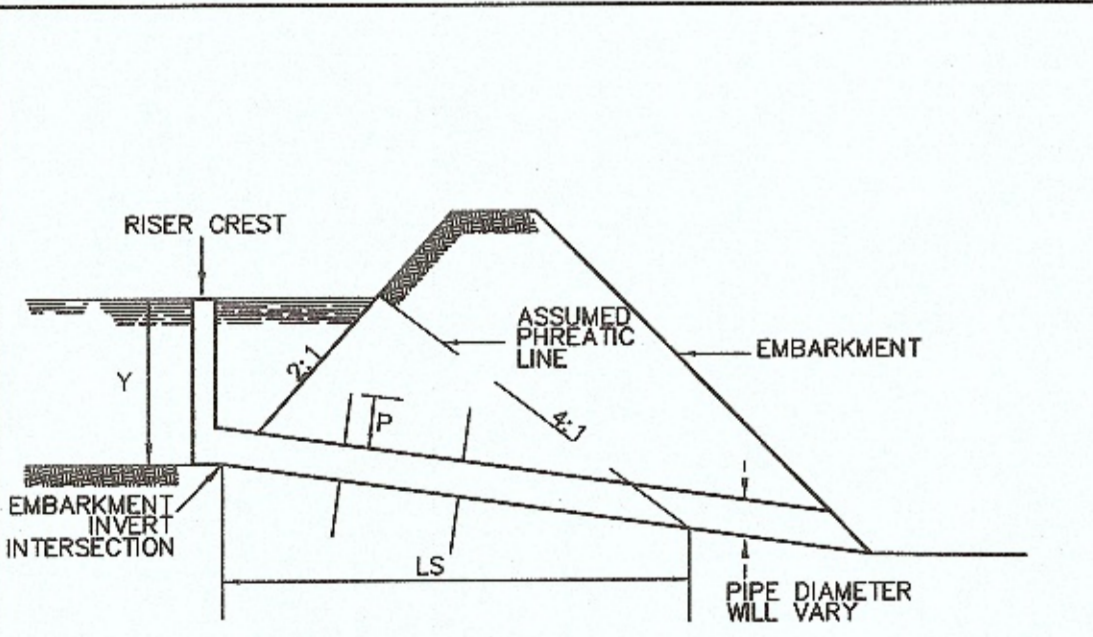 RISER CREST
ASSUMED
PHREATIC
LINE
EMBARKMENT
2:1
Y
P
4:1
EMBARKMENT
INVERT
INTERSECTION
LS
PIPE DIAMETER
WILL VARY